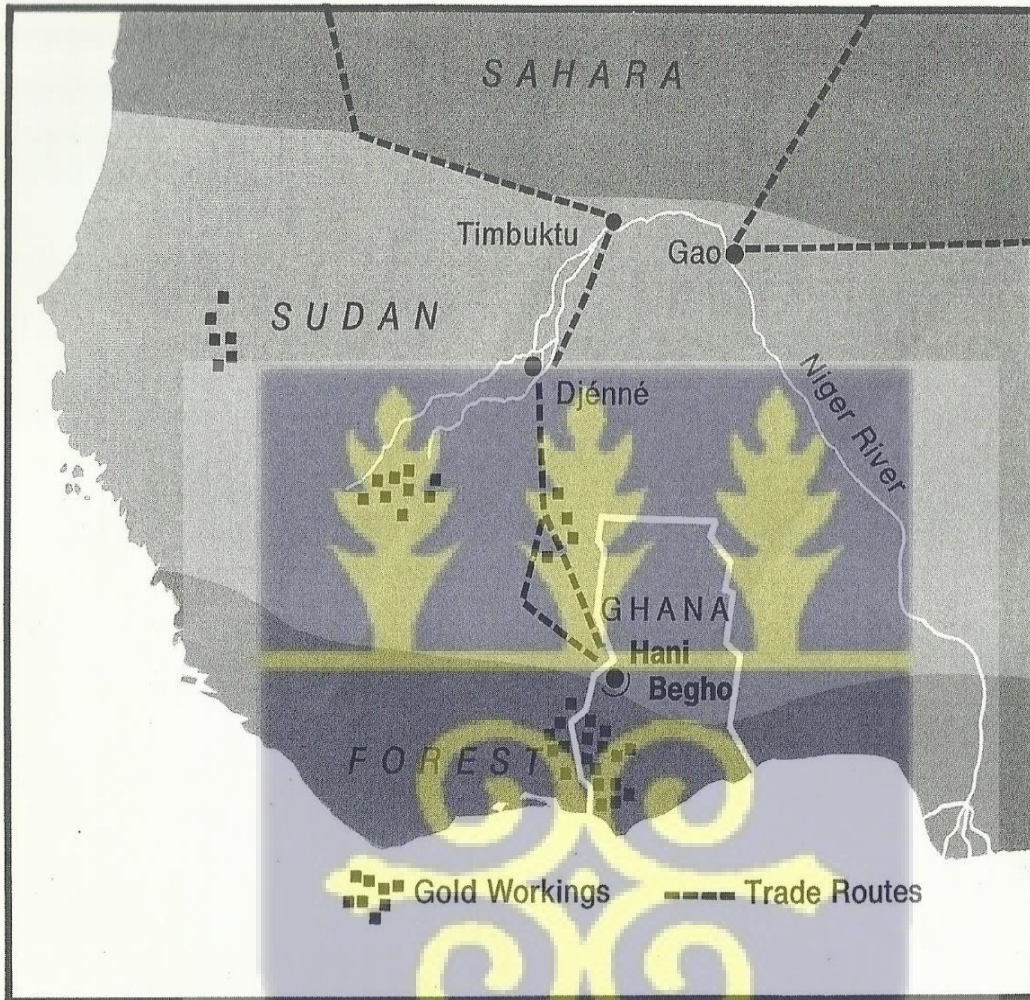 SAHARA
Timbuktu
Gao
SUDAN
Djénné
Niger River
GHANA
Hani
Begho
FOREST
Gold Workings
Trade Routes